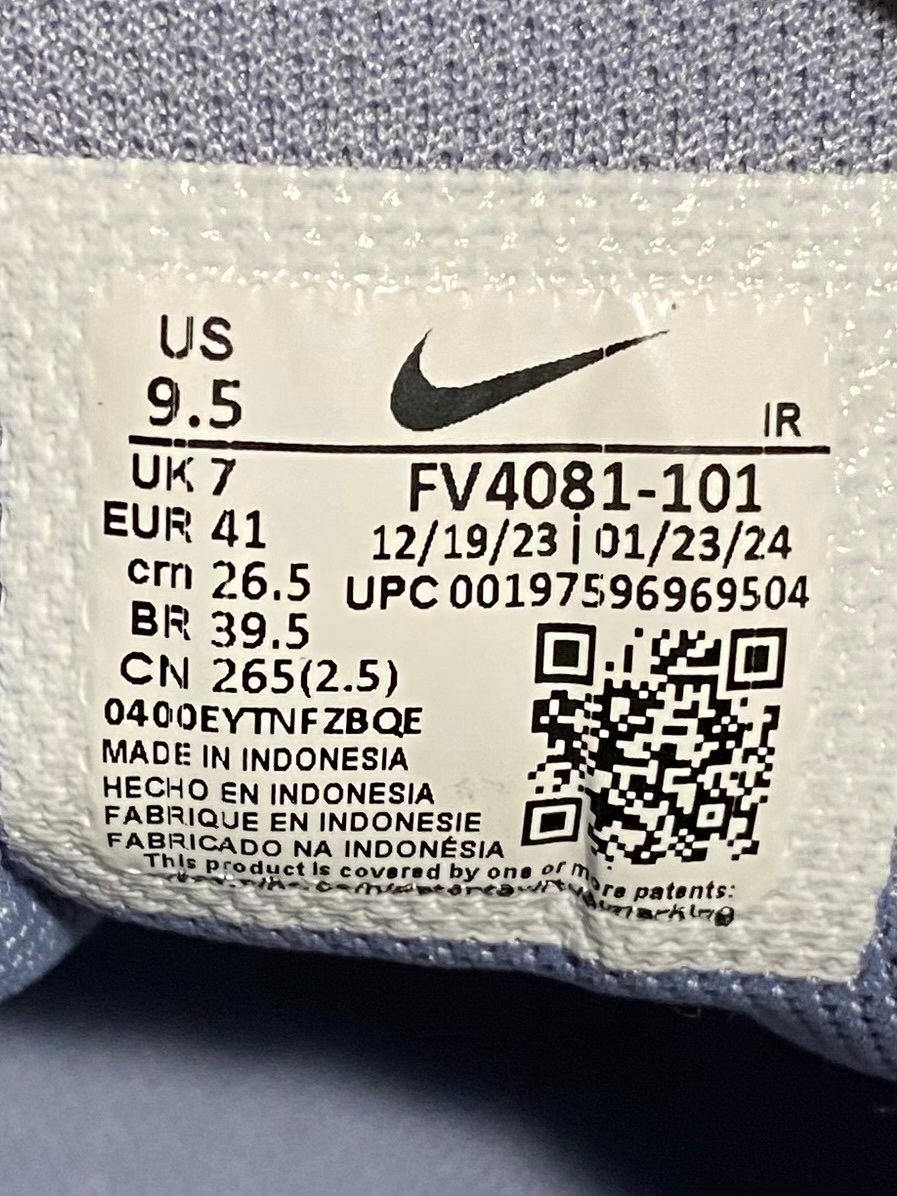 US
9.5
IR
UK 7
EUR 41
cm 26.5
BR 39.5
CN 265(2.5)
FV4081-101
12/19/23 | 01/23/24
UPC 00197596969504
0400EYTNFZBQE
MADE IN INDONESIA
HECHO EN INDONESIA
FABRIQUE EN INDONESIE
FABRICADO NA INDONÉSIA
This product is covered by one or more patents: